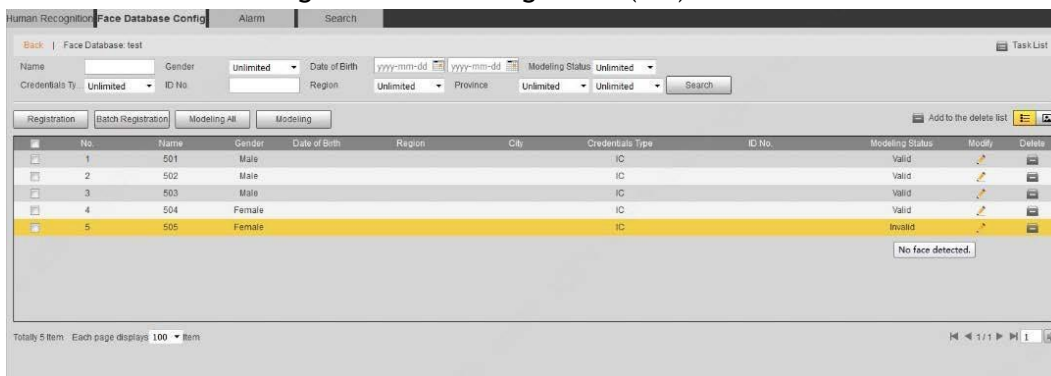 Human Recognition Face Database Config Alarm Search
Back | Face Database: test Task List
Name Gender Unlimited Date of Birth yyyy-mm-dd yyyy-mm-dd Modeling Status Unlimited
Credentials Ty... Unlimited ID No. Region Unlimited Province Unlimited Unlimited Search
Registration Batch Registration Modeling All Modeling Add to the delete list
No. Name Gender Date of Birth Region City Credentials Type ID No. Modeling Status Modify Delete
1 501 Male IC Valid
2 502 Male IC Valid
3 503 Male IC Valid
4 504 Female IC Valid
5 505 Female IC Invalid
No face detected.
Totally 5 Item Each page displays 100 Item 1/1 1